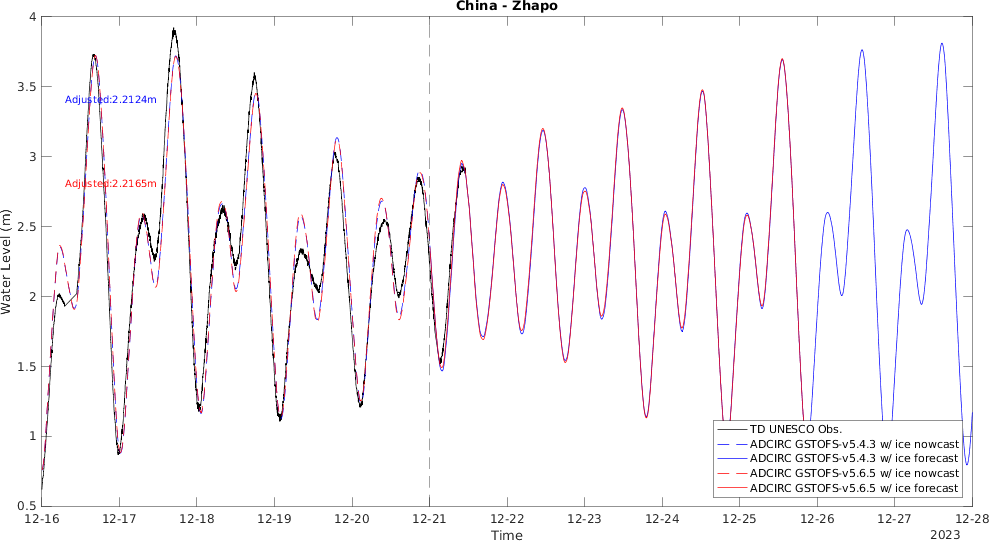 China - Zhapo
4
3.5
3
2.5
2
1.5
1
0.5
Water Level (m)
Adjusted:2.2124m
Adjusted:2.2165m
TD UNESCO Obs.
ADCIRC GSTOFS-v5.4.3 w/ ice nowcast
ADCIRC GSTOFS-v5.4.3 w/ ice forecast
ADCIRC GSTOFS-v5.6.5 w/ ice nowcast
ADCIRC GSTOFS-v5.6.5 w/ ice forecast
12-16 12-17 12-18 12-19 12-20 12-21 12-22 12-23 12-24 12-25 12-26 12-27 12-28
Time
2023